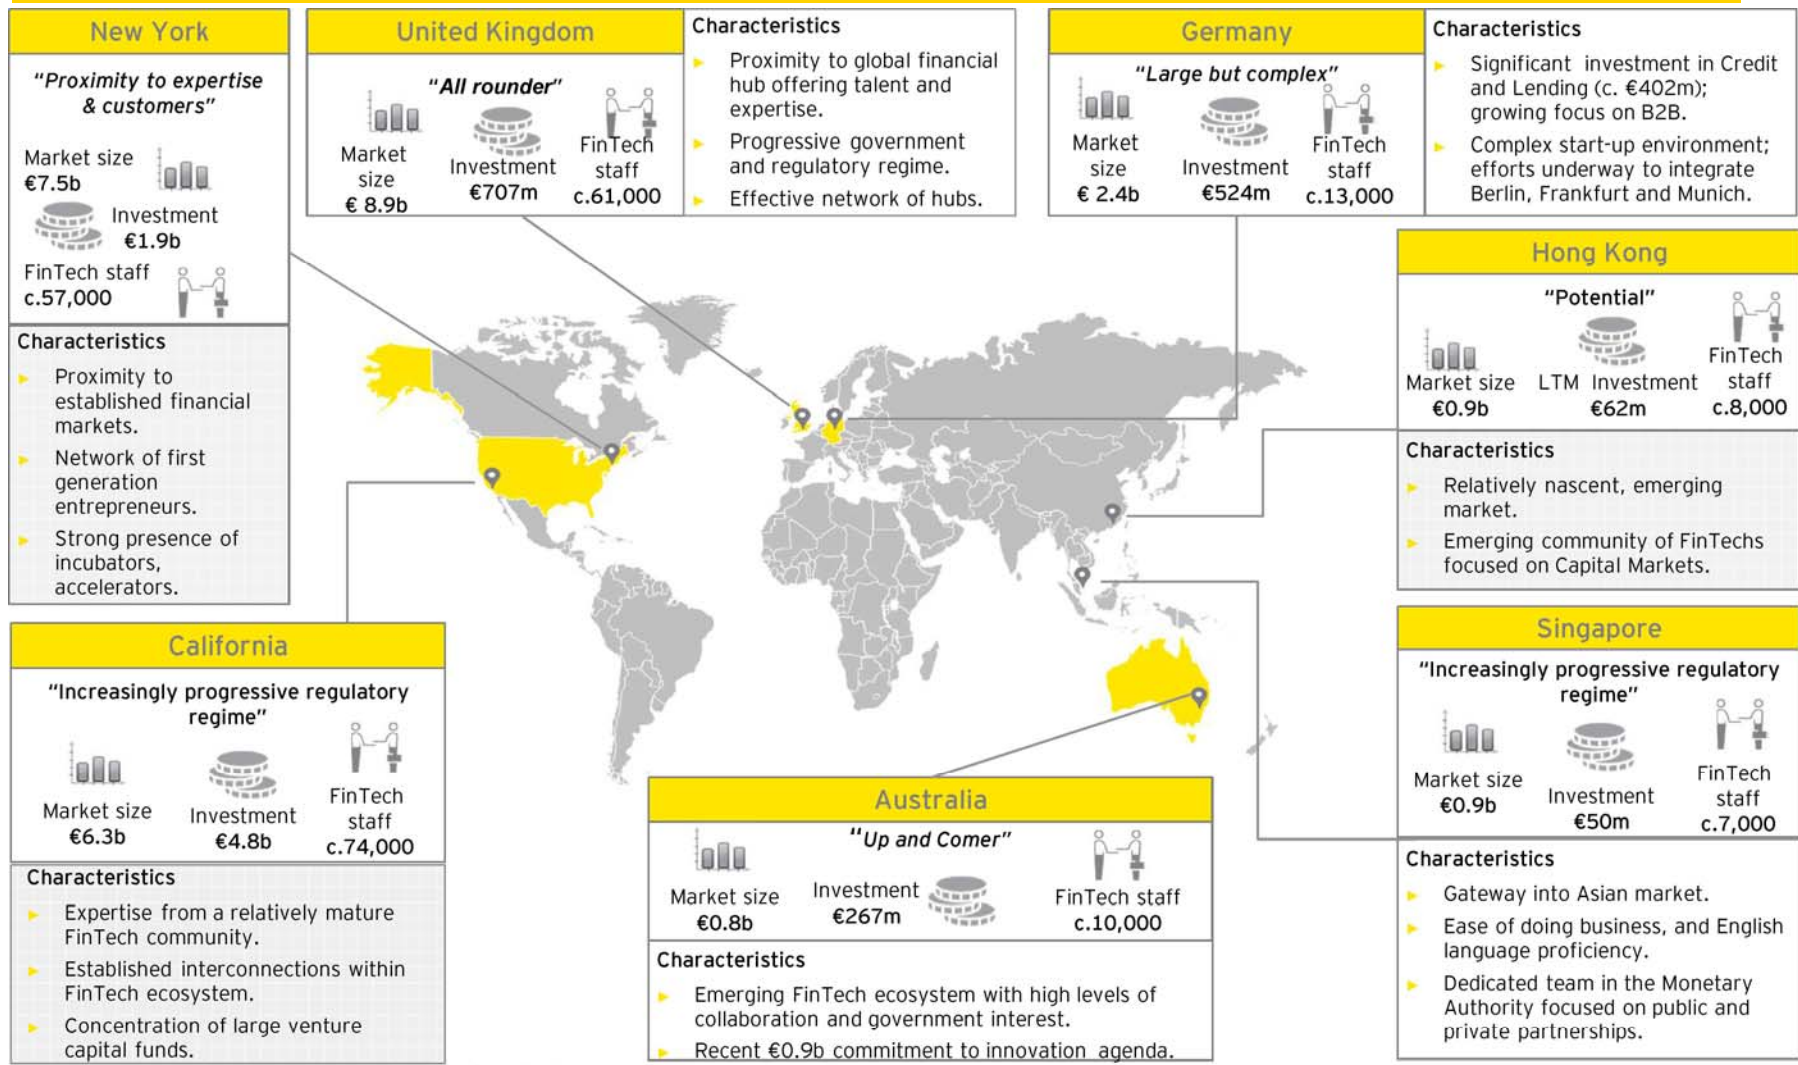 New York
“Proximity to expertise
& customers”
Market size
€7.5b
Investment
€1.9b
FinTech staff
c.57,000
Characteristics
► Proximity to
established financial
markets.
► Network of first
generation
entrepreneurs.
► Strong presence of
incubators,
accelerators.
United Kingdom
“All rounder”
Market
size
€ 8.9b
Investment
€707m
FinTech
staff
c.61,000
Characteristics
► Proximity to global financial
hub offering talent and
expertise.
► Progressive government
and regulatory regime.
► Effective network of hubs.
Germany
“Large but complex”
Market
size
€ 2.4b
Investment
€524m
FinTech
staff
c.13,000
Characteristics
► Significant investment in Credit
and Lending (c. €402m);
growing focus on B2B.
► Complex start-up environment;
efforts underway to integrate
Berlin, Frankfurt and Munich.
Hong Kong
“Potential”
Market size
€0.9b
LTM Investment
€62m
FinTech
staff
c.8,000
Characteristics
► Relatively nascent, emerging
market.
► Emerging community of FinTechs
focused on Capital Markets.
California
“Increasingly progressive regulatory
regime”
Market size
€6.3b
Investment
€4.8b
FinTech
staff
c.74,000
Characteristics
► Expertise from a relatively mature
FinTech community.
► Established interconnections within
FinTech ecosystem.
► Concentration of large venture
capital funds.
Australia
“Up and Comer”
Market size
€0.8b
Investment
€267m
FinTech staff
c.10,000
Characteristics
► Emerging FinTech ecosystem with high levels of
collaboration and government interest.
► Recent €0.9b commitment to innovation agenda.
Singapore
“Increasingly progressive regulatory
regime”
Market size
€0.9b
Investment
€50m
FinTech
staff
c.7,000
Characteristics
► Gateway into Asian market.
► Ease of doing business, and English
language proficiency.
► Dedicated team in the Monetary
Authority focused on public and
private partnerships.